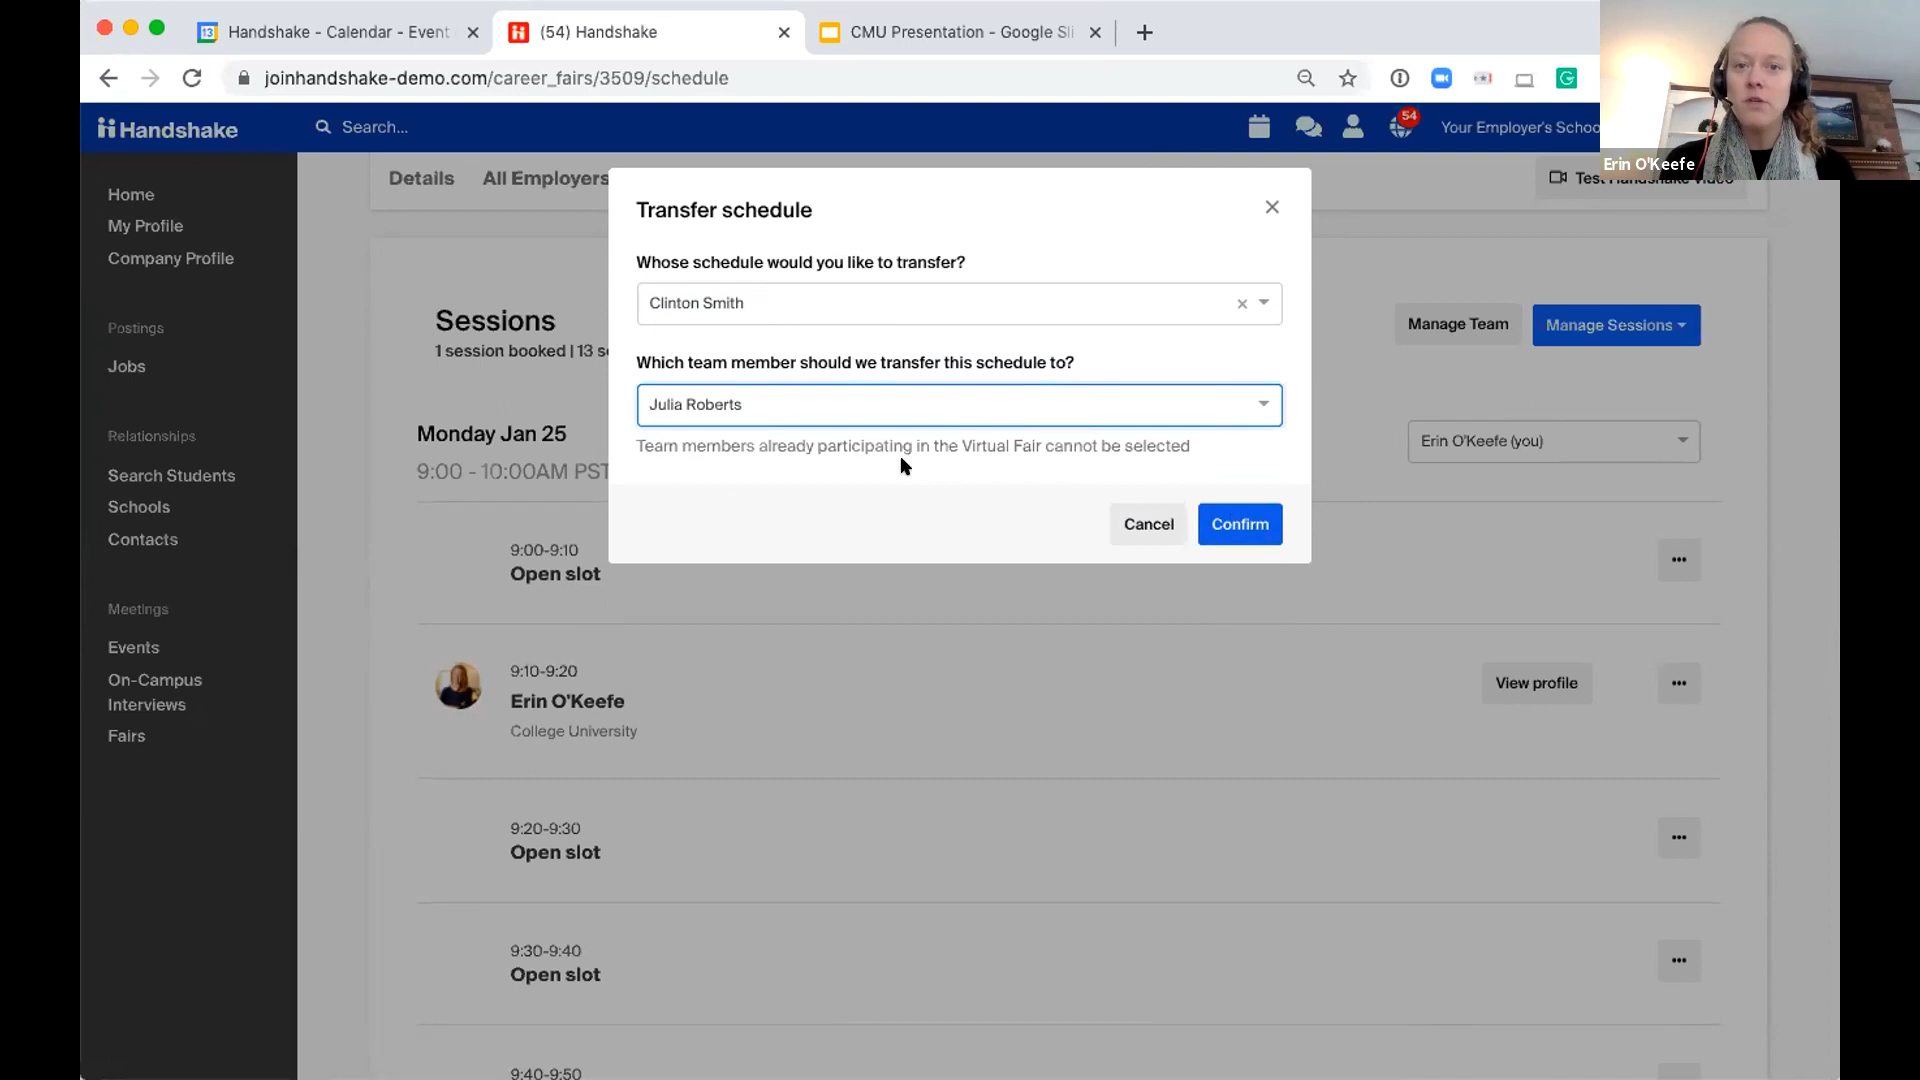 Handshake - Calendar - Event
(54) Handshake
CMU Presentation - Google Sli
joinhandshake-demo.com/career_fairs/3509/schedule
Handshake
Search...
54
Your Employer's Schoo
Erin O'Keefe
Home
My Profile
Company Profile
Postings
Jobs
Relationships
Search Students
Schools
Contacts
Meetings
Events
On-Campus
Interviews
Fairs
Details
All Employers
Test Handshake Video
Transfer schedule
Whose schedule would you like to transfer?
Clinton Smith
Which team member should we transfer this schedule to?
Julia Roberts
Team members already participating in the Virtual Fair cannot be selected
Cancel
Confirm
Sessions
1 session booked | 13 s
Manage Team
Manage Sessions
Monday Jan 25
9:00 - 10:00AM PST
Erin O'Keefe (you)
9:00-9:10
Open slot
9:10-9:20
Erin O'Keefe
College University
View profile
9:20-9:30
Open slot
9:30-9:40
Open slot
9:40-9:50